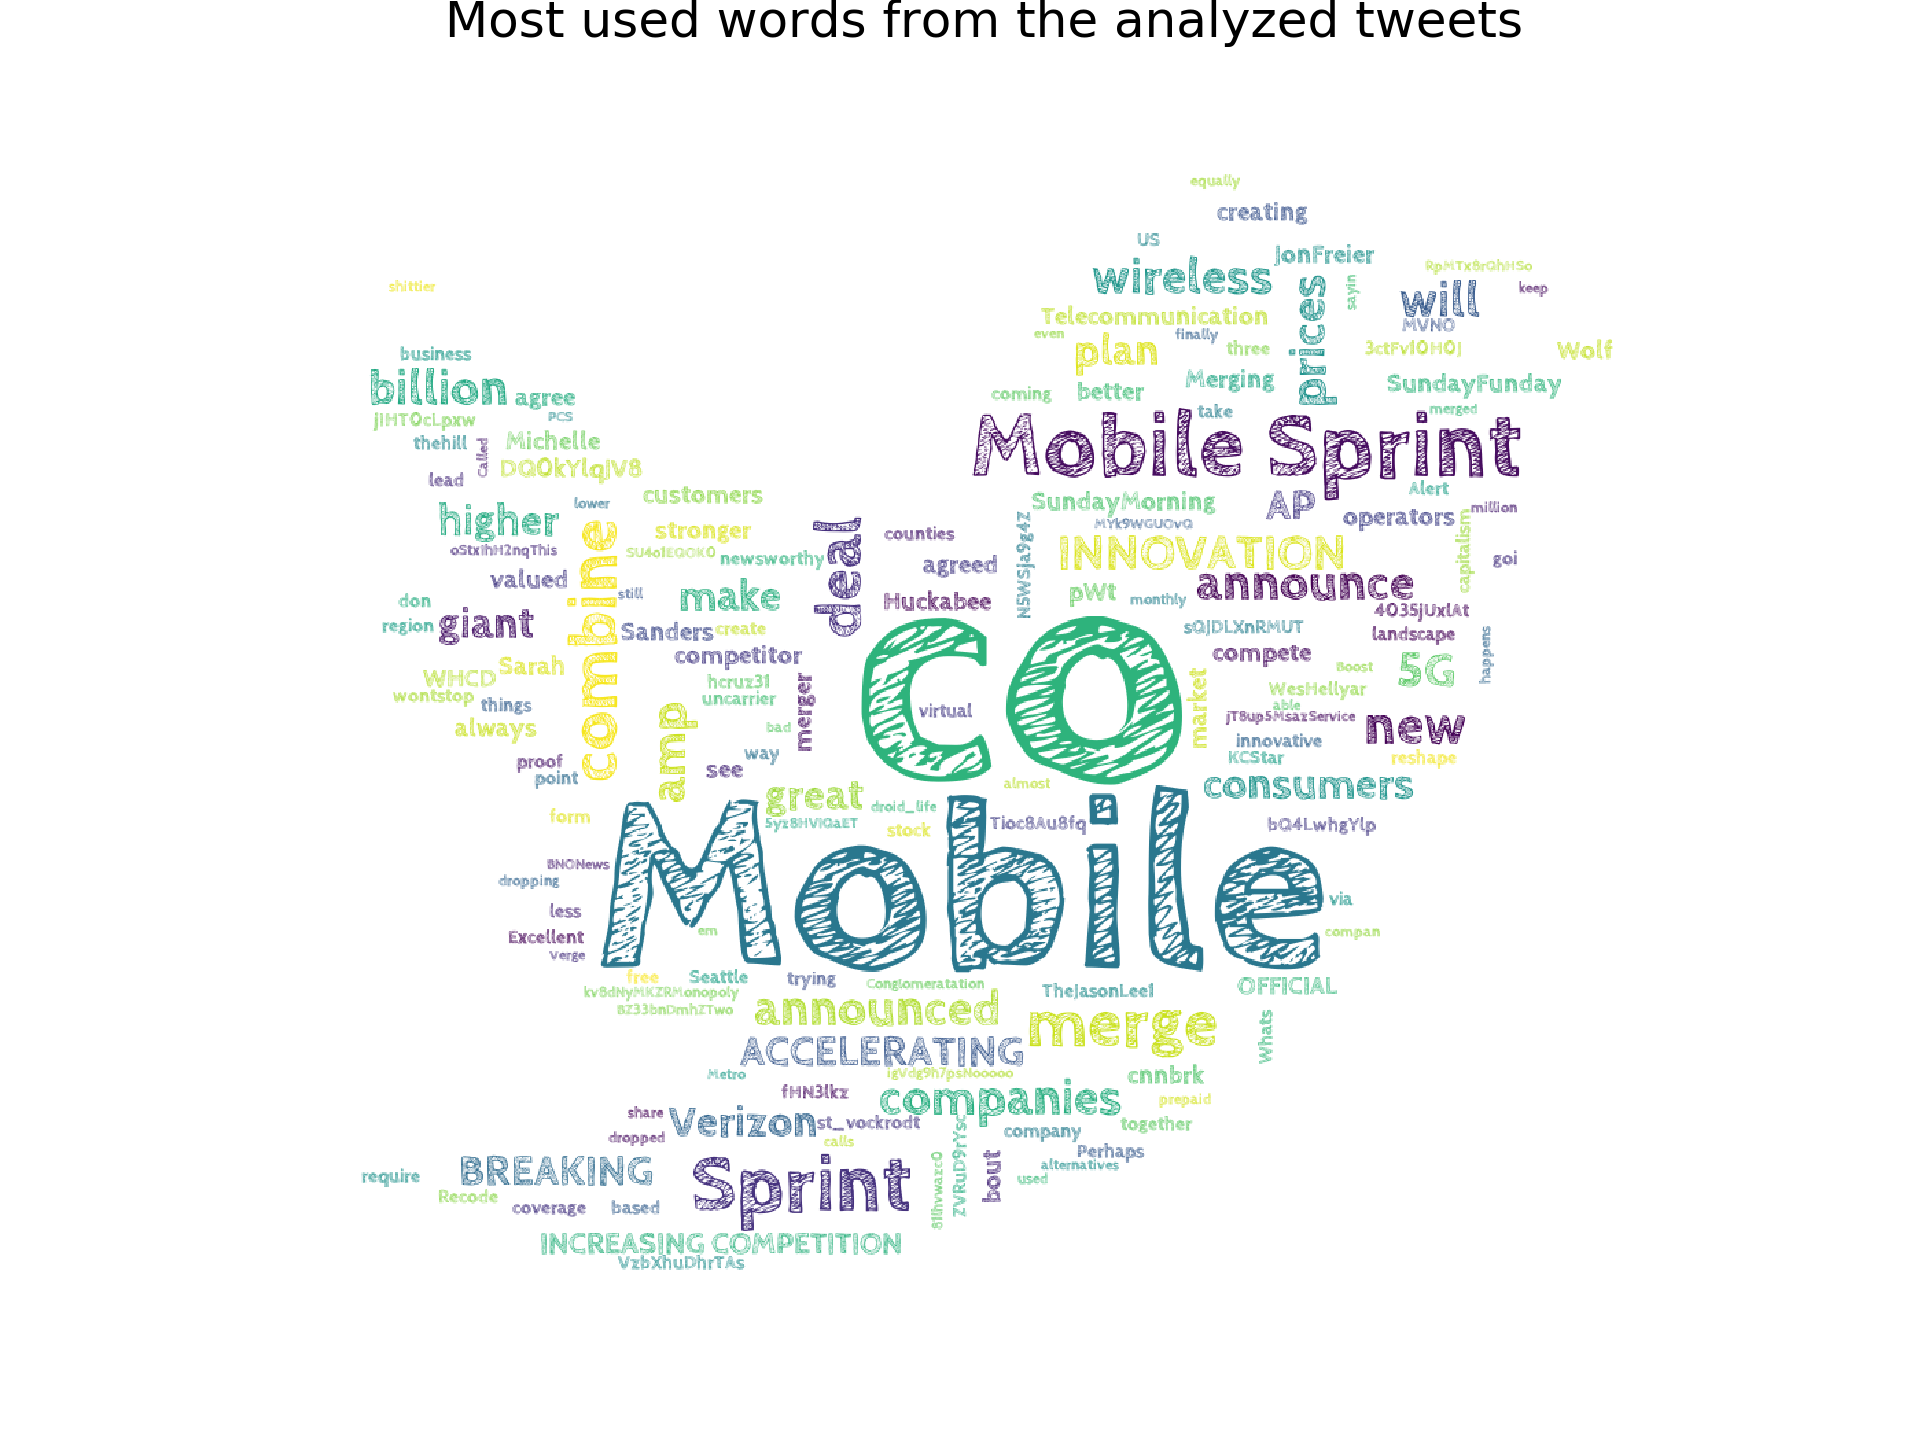 Most used words from the analyzed tweets
equally
creating
US
JonFreier
wireless
RpMTx8rQhHSo
shittier
prices
sayin
will
keep
Telecommunication
MVNO
even
finally
plan
three
3ctFvlOHOJ
Wolf
business
billion
agree
Merging
SundayFunday
coming
better
JIHTOcLpxw
PCS
take
merged
thehill
Called
Michelle
Mobile Sprint
DQOkYlqJV8
lead
customers
SundayMorning
AP
Alert
lower
million
higher
combine
stronger
deal
counties
N5WSja9g4Z
MYk9WGUOvQ
operators
capitalism
oStxIhH2nqThis
SU4olEQOKO
newsworthy
agreed
INNOVATION
goi
valued
still
make
announce
don
Huckabee
pWt
monthly
4O35jUxlAt
giant
region
Sanders
create
CO
sQJDLXnRMUT
landscape
happens
competitor
compete
5G
WHCD
Sarah
hcruz31
Boost
wontstop
things
uncarrier
merger
market
WesHellyar
able
always
amp
bad
virtual
jT8up5MsazService
new
way
innovative
proof
point
see
KCStar
reshape
great
almost
consumers
form
droid_life
5yz8HVIQaET
stock
Tioc8Au8fq
bQ4LwhgYlp
Mobile
BNONews
dropping
less
via
Excellent
em
compan
Verge
free
Seattle
trying
Conglomeratation
TheJasonLee1
OFFICIAL
kv8dNyMKZRMonopoly
BZ33bnDmhZTwo
announced
merge
Whats
ACCELERATING
Metro
igVdg9h7psNooooo
cnnbrk
fHN3lkz
companies
prepaid
share
Verizon
st_vockrodt
together
dropped
calls
company
Perhaps
BREAKING
Sprint
81lhvwazcO
ZVRuD9rYsc
bout
alternatives
require
used
Recode
coverage
based
INCREASING COMPETITION
VzbXhuDhrTAs